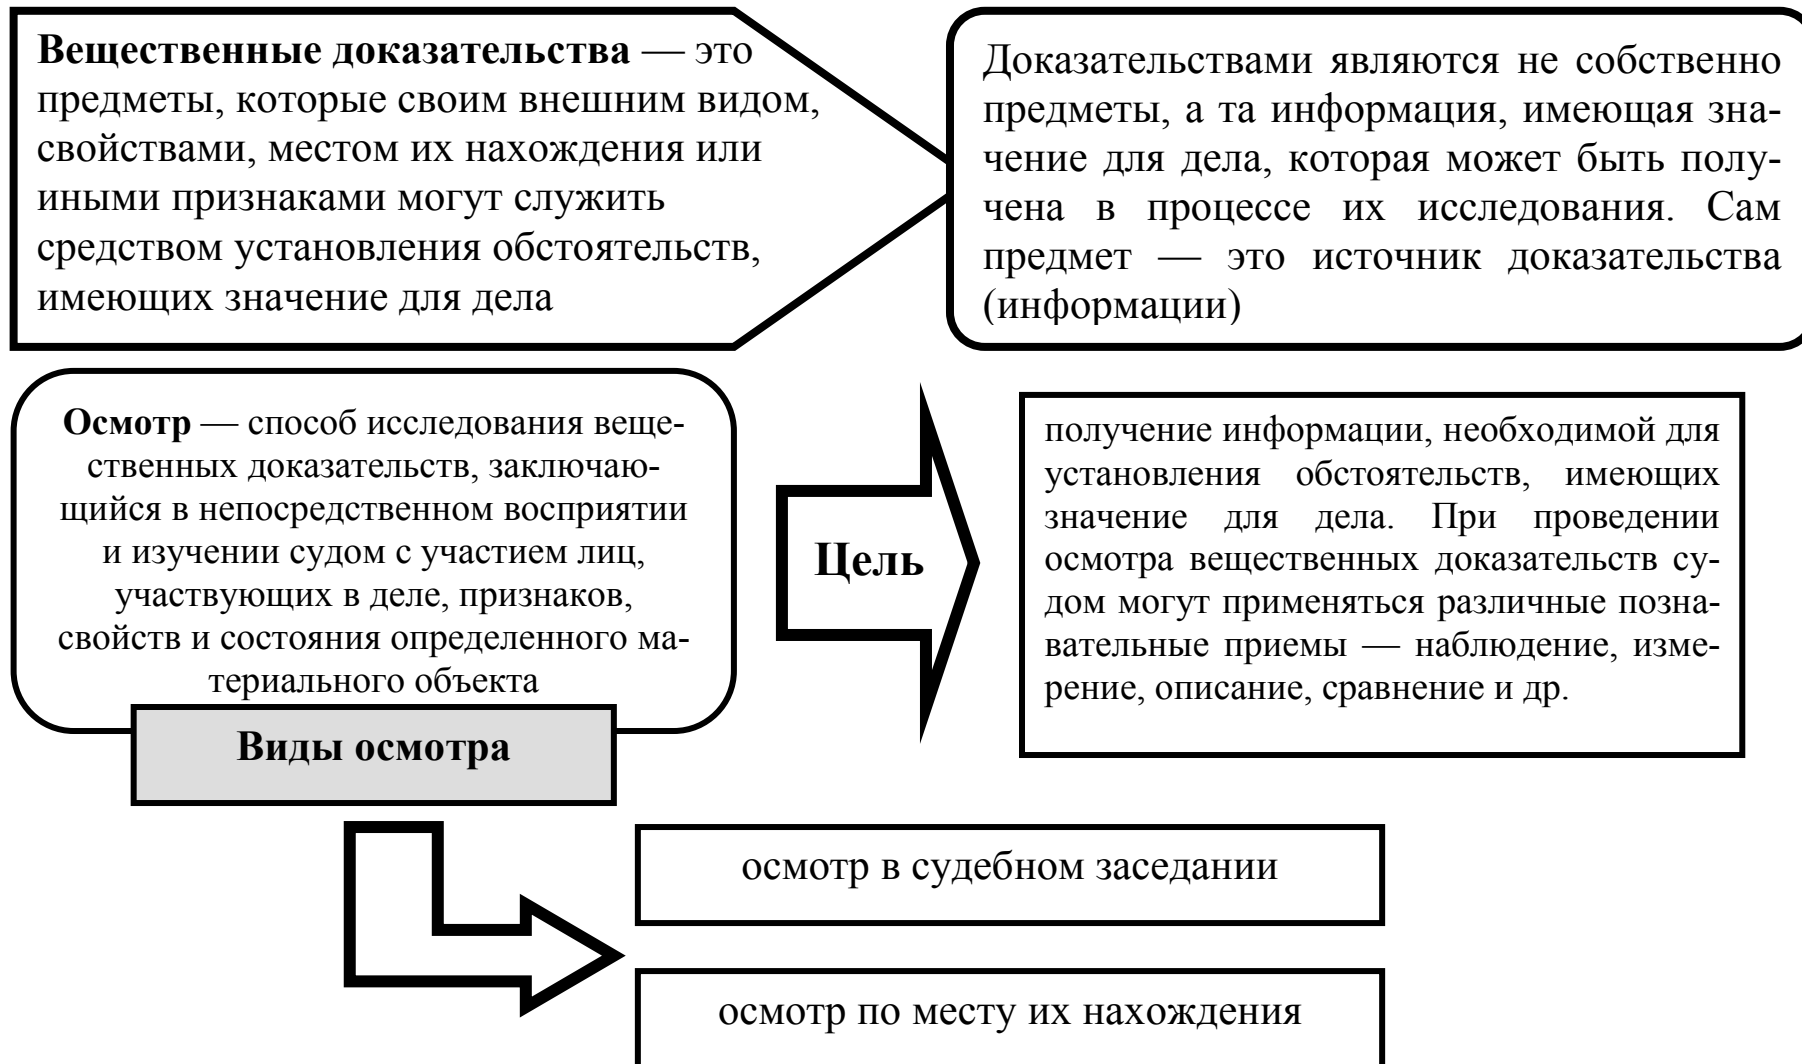 Вещественные доказательства — это
предметы, которые своим внешним видом,
свойствами, местом их нахождения или
иными признаками могут служить
средством установления обстоятельств,
имеющих значение для дела
Доказательствами являются не собственно
предметы, а та информация, имеющая зна-
чение для дела, которая может быть полу-
чена в процессе их исследования. Сам
предмет — это источник доказательства
(информации)
Осмотр — способ исследования веще-
ственных доказательств, заключаю-
щийся в непосредственном восприятии
и изучении судом с участием лиц,
участвующих в деле, признаков,
свойств и состояния определенного ма-
териального объекта
Цель
получение информации, необходимой для
установления обстоятельств, имеющих
значение для дела. При проведении
осмотра вещественных доказательств су-
дом могут применяться различные позна-
вательные приемы — наблюдение, изме-
рение, описание, сравнение и др.
Виды осмотра
осмотр в судебном заседании
осмотр по месту их нахождения